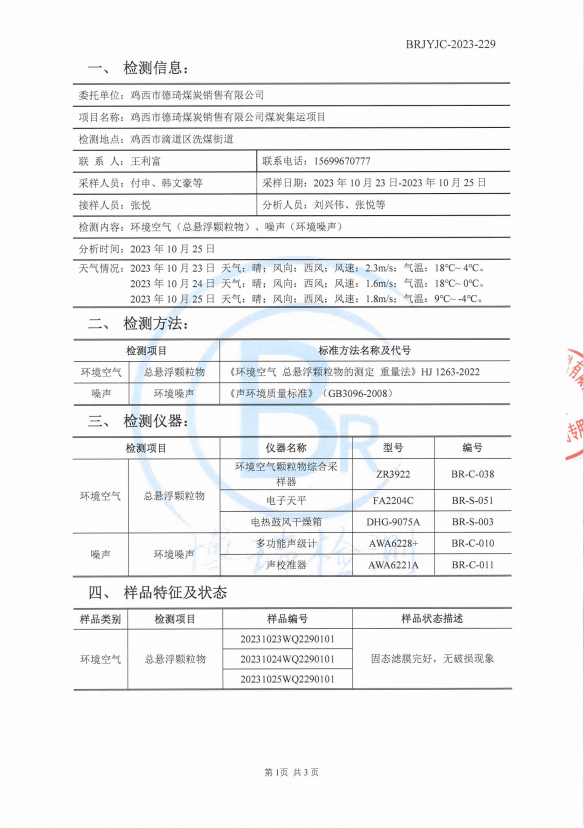 BRJYJC-2023-229
一、 检测信息：
委托单位：鸡西市德琦煤炭销售有限公司
项目名称：鸡西市德琦煤炭销售有限公司煤炭集运项目
检测地点：鸡西市滴道区洗煤街道
联 系 人：王利富 联系电话：15699670777
采样人员：付申、韩文豪等 采样日期：2023 年 10 月 23 日-2023 年 10 月 25 日
接样人员：张悦 分析人员：刘兴伟、张悦等
检测内容：环境空气（总悬浮颗粒物）、噪声（环境噪声）
分析时间：2023 年 10 月 25 日
天气情况：2023 年 10 月 23 日 天气：晴；风向：西风；风速：2.3m/s；气温：18℃~ 4℃。
2023 年 10 月 24 日 天气：晴；风向：西风；风速：1.6m/s；气温：18℃~ 0℃。
2023 年 10 月 25 日 天气：晴；风向：西风；风速：1.8m/s；气温：9℃~ -4℃。
二、 检测方法：
检测项目 标准方法名称及代号
环境空气 总悬浮颗粒物 《环境空气 总悬浮颗粒物的测定 重量法》HJ 1263-2022
噪声 环境噪声 《声环境质量标准》（GB3096-2008）
三、 检测仪器：
检测项目 仪器名称 型号 编号
环境空气 总悬浮颗粒物 环境空气颗粒物综合采
样器 ZR3922 BR-C-038
电子天平 FA2204C BR-S-051
电热鼓风干燥箱 DHG-9075A BR-S-003
噪声 环境噪声 多功能声级计 AWA6228+ BR-C-010
声校准器 AWA6221A BR-C-011
四、 样品特征及状态
样品类别 检测项目 样品编号 样品状态描述
环境空气 总悬浮颗粒物 20231023WQ2290101 固态滤膜完好，无破损现象
20231024WQ2290101
20231025WQ2290101
BR
博瑞检测
第 1页 共 3 页